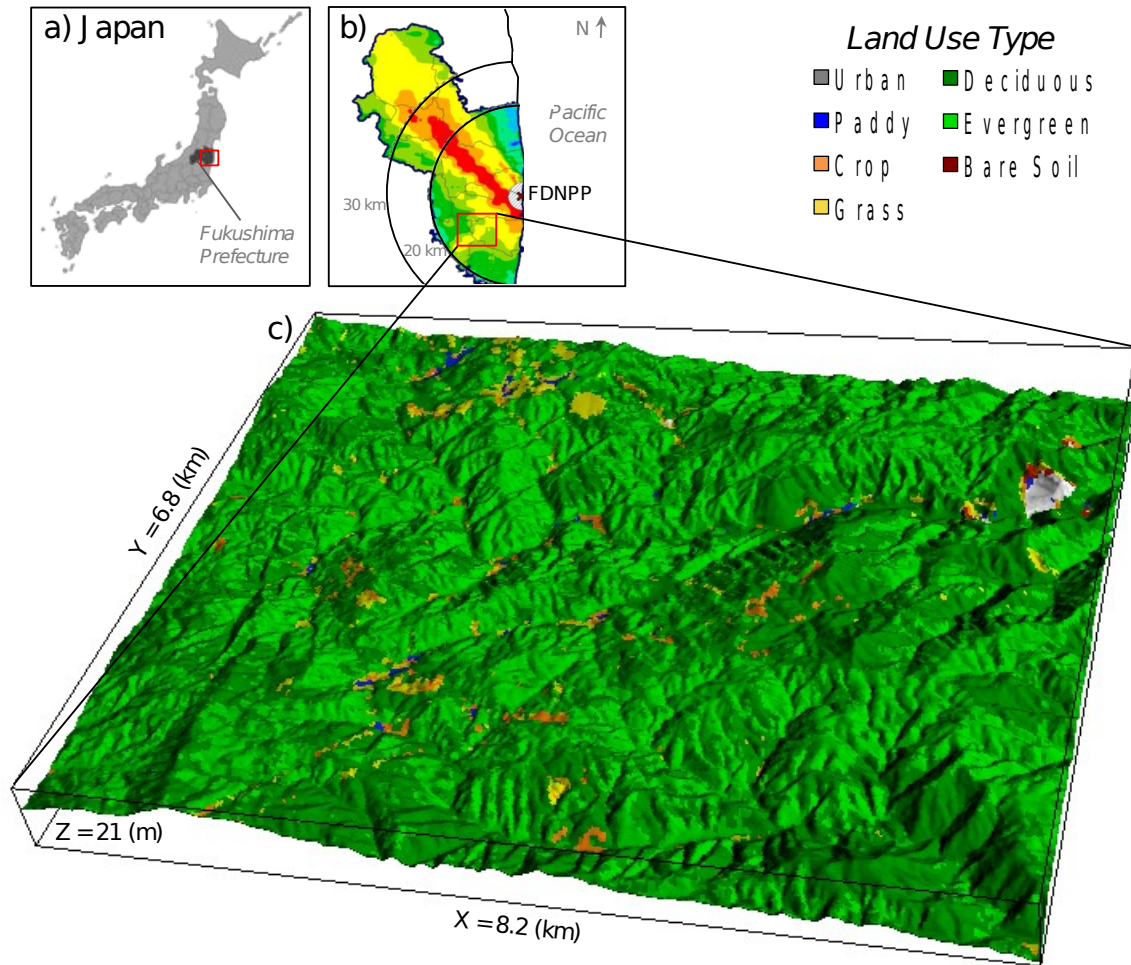 a) Japan
Fukushima
Prefecture
b)
N ↑
Pacific
Ocean
FDNPP
30 km
20 km
Land Use Type
Urban
Paddy
Crop
Grass
Deciduous
Evergreen
Bare Soil
c)
Y = 6.8 (km)
Z = 21 (m)
X = 8.2 (km)